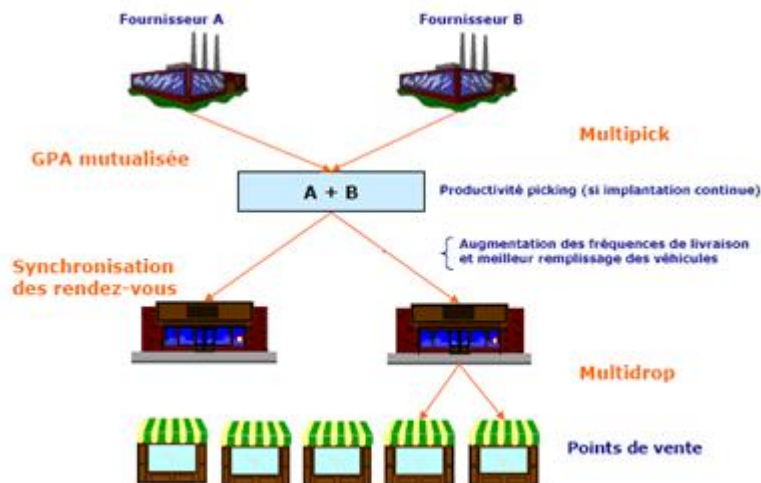 Fournisseur A
Fournisseur B
Multipick
GPA mutualisée
A + B
Productivité picking (si implantation continue)
Augmentation des fréquences de livraison
et meilleur remplissage des véhicules
Synchronisation
des rendez-vous
Multidrop
Points de vente